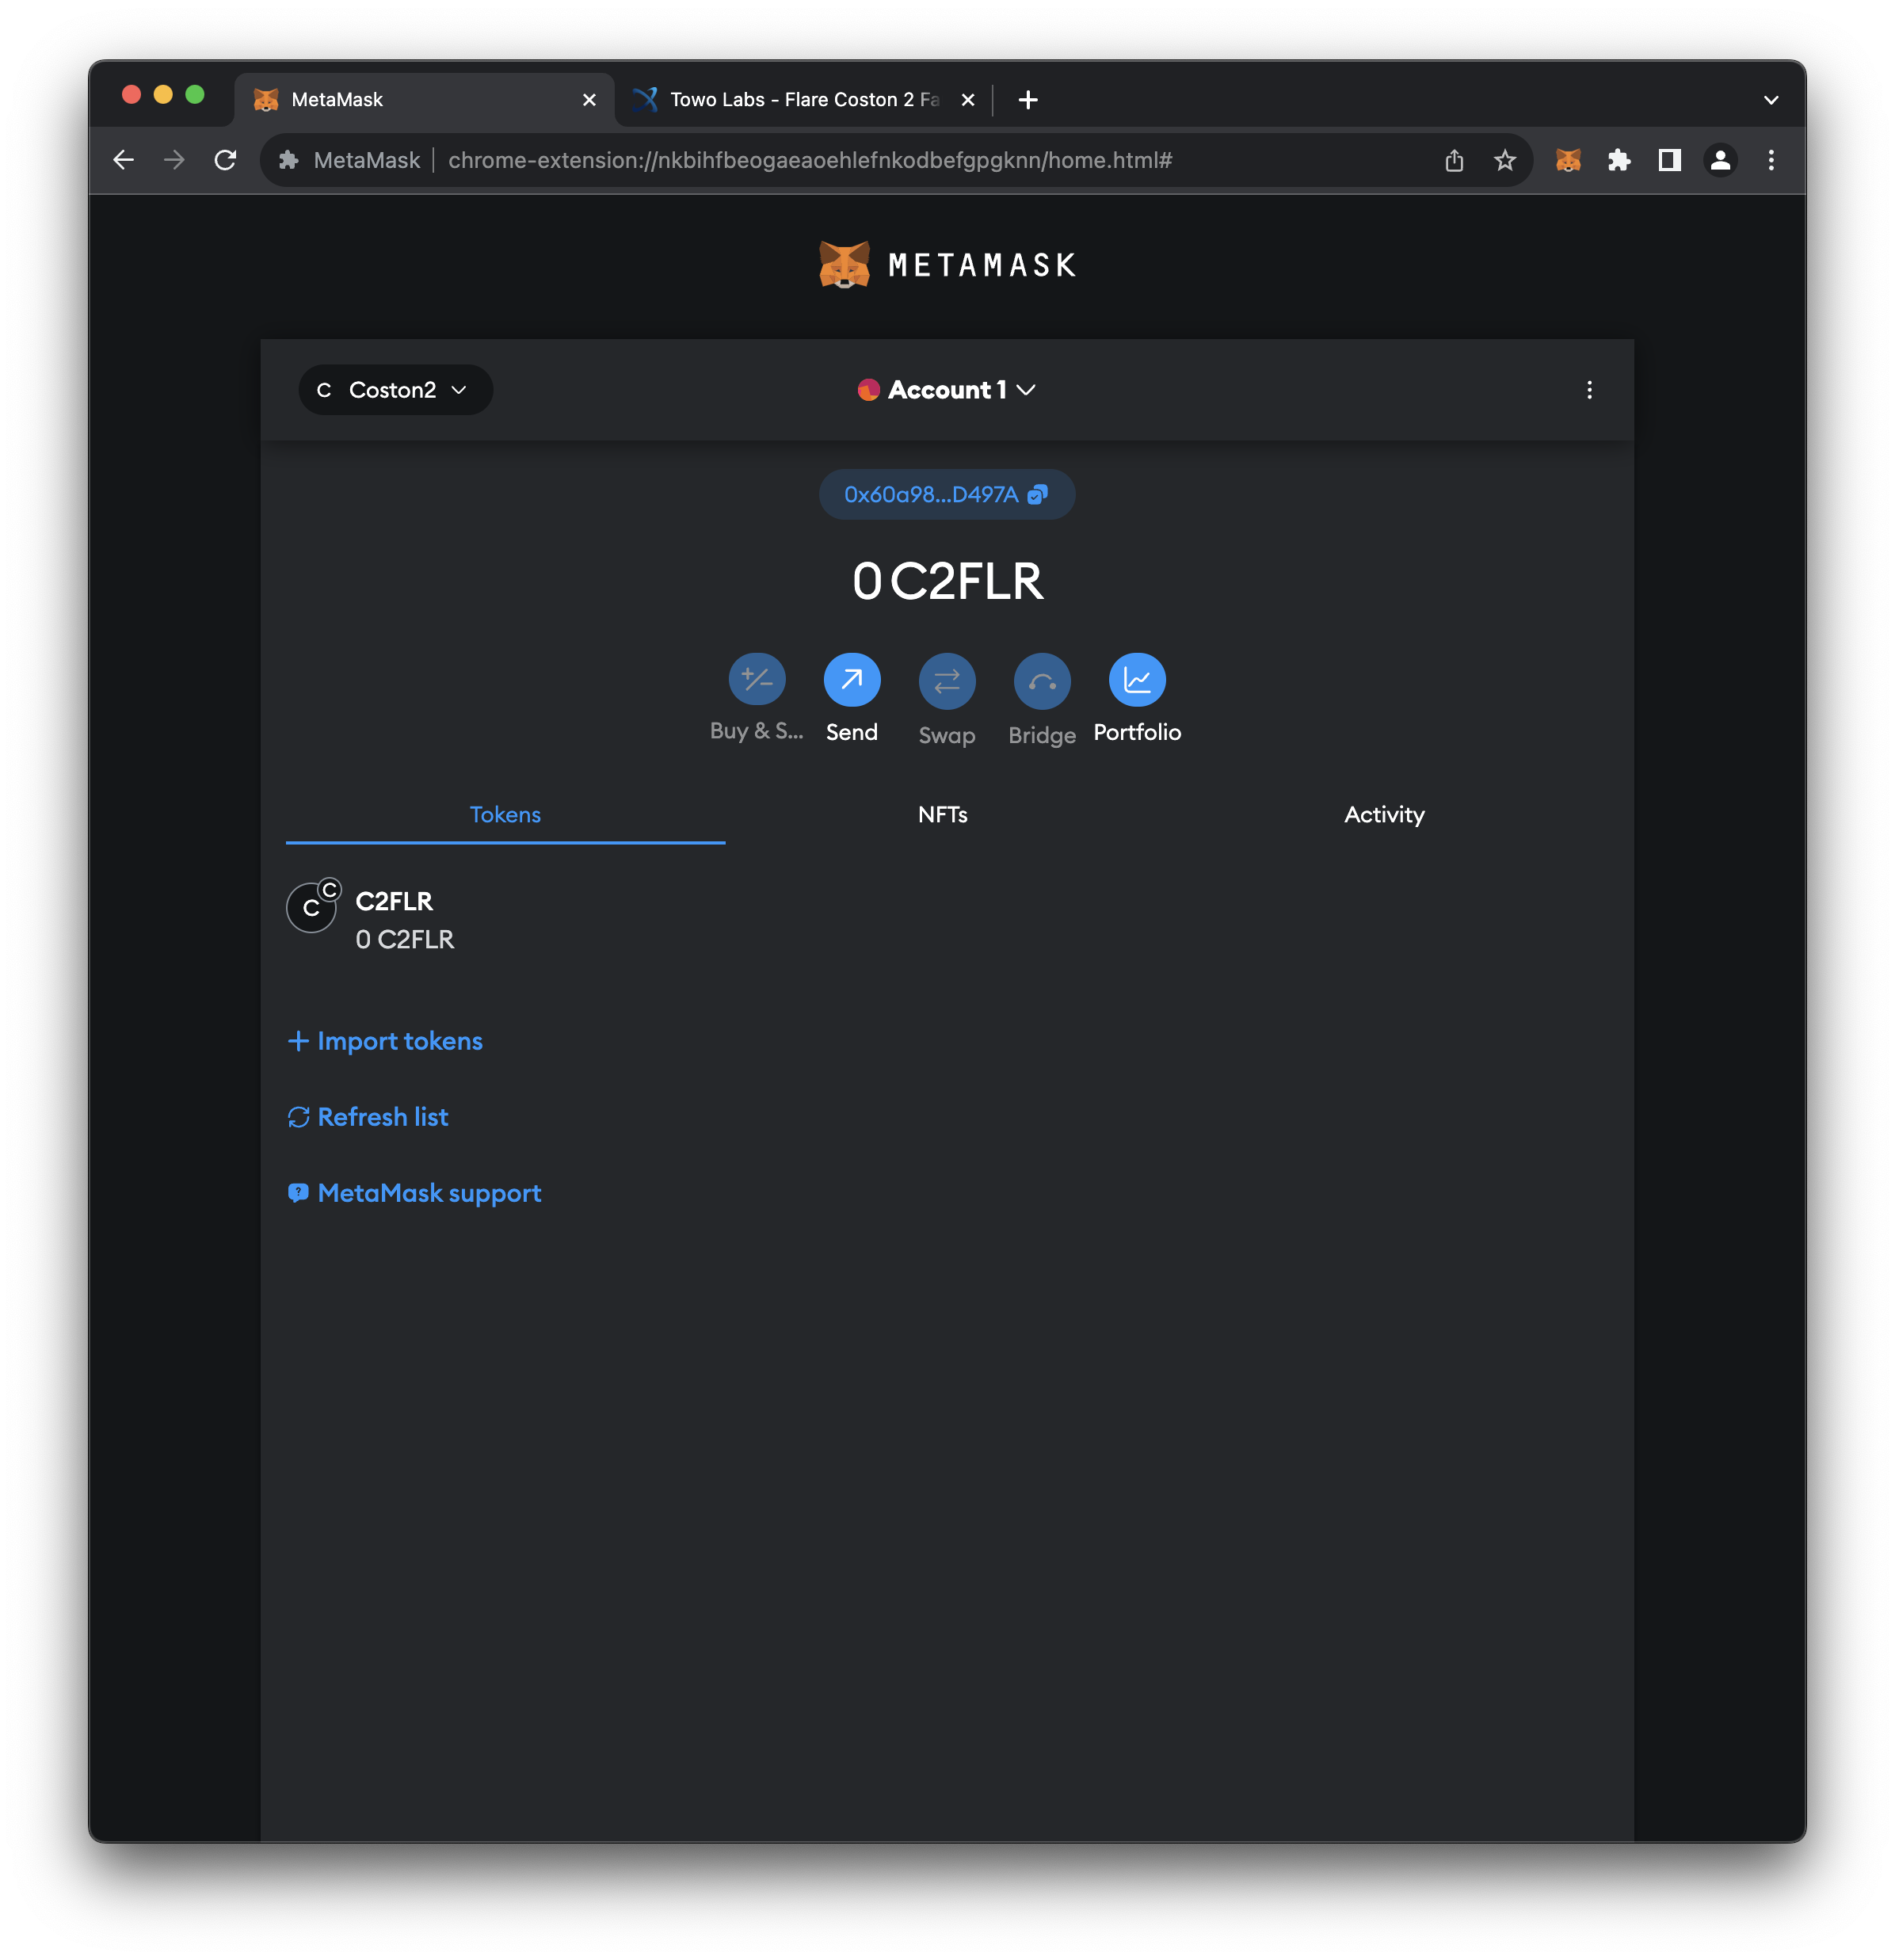 MetaMask
Towo Labs - Flare Coston 2 Fa
MetaMask
chrome-extension://nkbihfbeogaeaoehlefnkodbefgpgknn/home.html#
METAMASK
C Coston2
Account 1
0x60a98...D497A
0 C2FLR
Buy & S...
Send
Swap
Bridge
Portfolio
Tokens
NFTs
Activity
C
C
C2FLR
0 C2FLR
Import tokens
Refresh list
MetaMask support